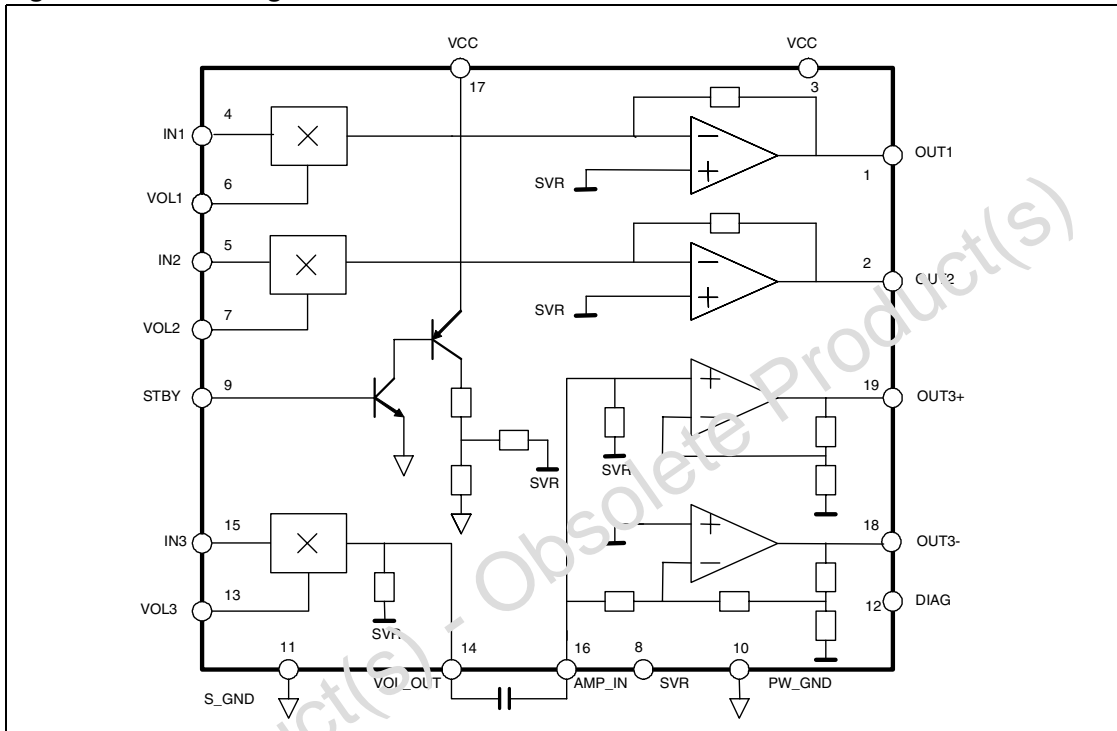 VCC
VCC
17
3
4
IN1
OUT1
1
6
SVR
VOL1
5
IN2
2
OUT2
7
SVR
VOL2
9
STBY
19
OUT3+
SVR
SVR
15
IN3
18
OUT3-
13
VOL3
12
DIAG
SVR
11
14
16
8
10
S_GND
VOL_OUT
AMP_IN
SVR
PW_GND
uct(s) - Obsolete Product(s)